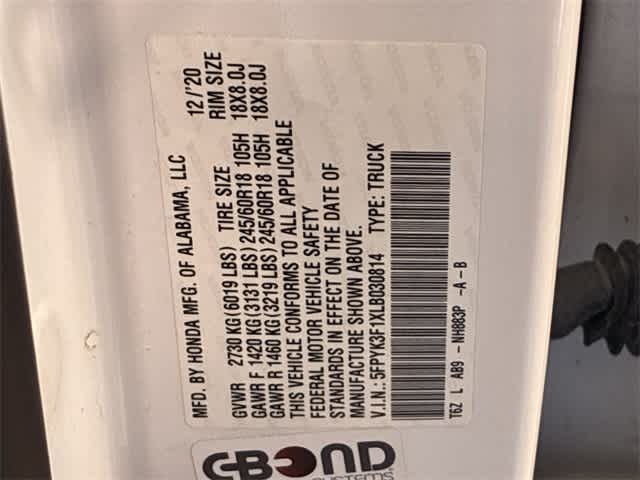 MFD. BY HONDA MFG. OF ALABAMA, LLC 12/'20
TIRE SIZE RIM SIZE
GVWR 2730 KG(6019 LBS)
GAWR F 1420 KG(3131 LBS) 245/60R18 105H 18X8.0J
GAWR R 1460 KG(3219 LBS) 245/60R18 105H 18X8.0J
THIS VEHICLE CONFORMS TO ALL APPLICABLE
FEDERAL MOTOR VEHICLE SAFETY
STANDARDS IN EFFECT ON THE DATE OF
MANUFACTURE SHOWN ABOVE.
V.I.N.: 5FPYK3F1XLB030814 TYPE: TRUCK
T6Z L AB9 - NH883P -A-B
C-BOND
SYSTEMS